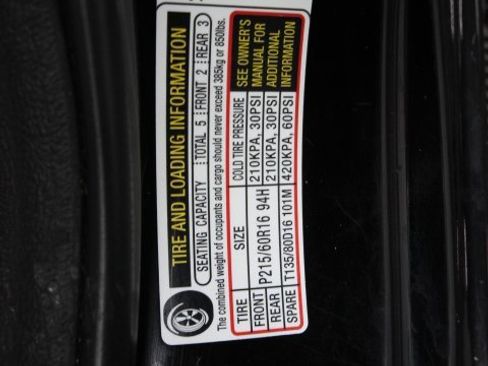 TIRE AND LOADING INFORMATION
SEATING CAPACITY TOTAL 5 FRONT 2 REAR 3
The combined weight of occupants and cargo should never exceed 385kg or 850lbs.
TIRE SIZE COLD TIRE PRESSURE
FRONT P215/60R16 94H 210KPA, 30PSI
REAR 210KPA, 30PSI
SPARE T135/80D16 101M 420KPA, 60PSI
SEE OWNER'S
MANUAL FOR
ADDITIONAL
INFORMATION